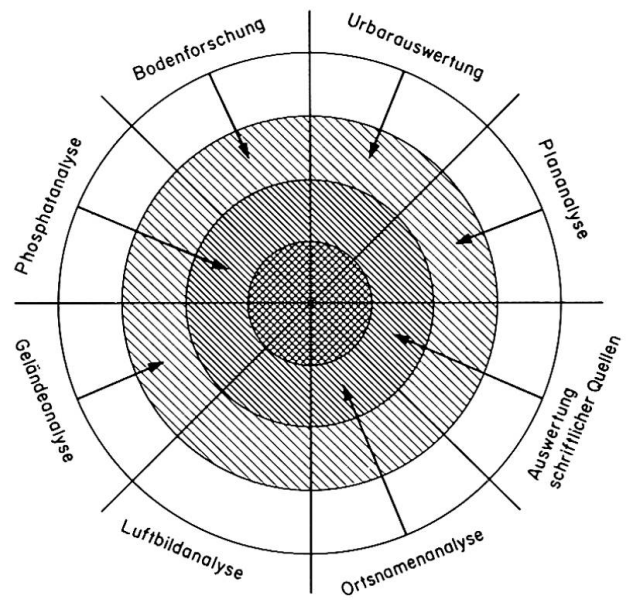 Bodenforschung
Urbarauswertung
Phosphatanalyse
Plananalyse
Geländeanalyse
Auswertung
schriftlicher Quellen
Luftbildanalyse
Ortsnamenanalyse